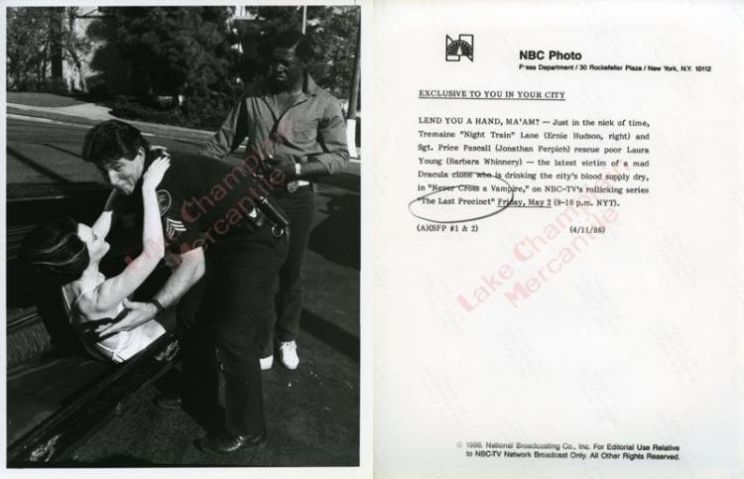 Lake Champlain
Mercantile
NBC Photo
Press Department / 30 Rockefeller Plaza / New York, N.Y. 10112
EXCLUSIVE TO YOU IN YOUR CITY
LEND YOU A HAND, MA'AM? — Just in the nick of time,
Tremaine "Night Train" Lane (Ernie Hudson, right) and
Sgt. Price Pascall (Jonathan Perpich) rescue poor Laura
Young (Barbara Whinnery) — the latest victim of a mad
Dracula clone who is drinking the city's blood supply dry,
in "Never Cross a Vampire," on NBC-TV's rollicking series
"The Last Precinct" Friday, May 2 (9-10 p.m. NYT).
(A)(SFP #1 & 2) (4/11/86)
Lake Champlain
Mercantile
© 1986, National Broadcasting Co., Inc. For Editorial Use Relative
to NBC-TV Network Broadcast Only. All Other Rights Reserved.